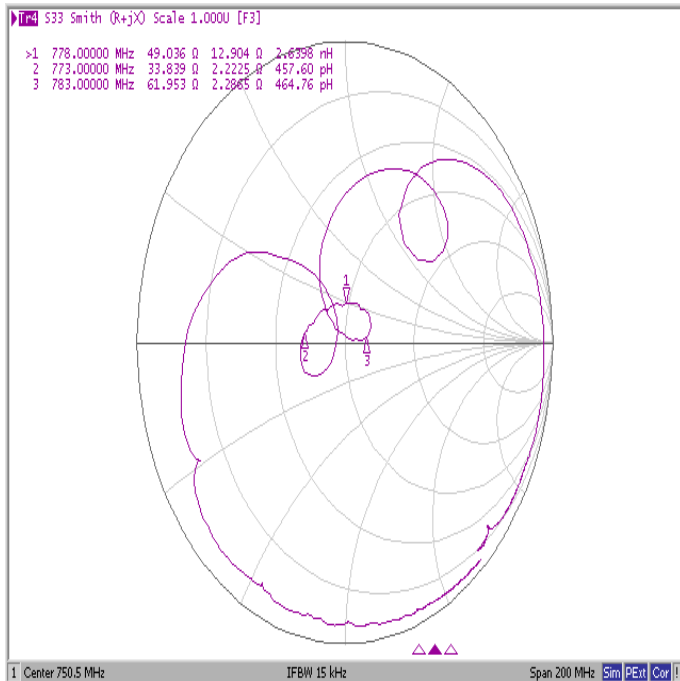 Tr4 S33 Smith (R+jX) Scale 1.000U [F3]
>1 778.00000 MHz 49.036 Ω 12.904 Ω 2.6398 nH
2 773.00000 MHz 33.839 Ω 2.2225 Ω 457.60 pH
3 783.00000 MHz 61.953 Ω 2.2865 Ω 464.76 pH
1
2
3
1 Center 750.5 MHz IFBW 15 kHz Span 200 MHz Sim PExt Cor !